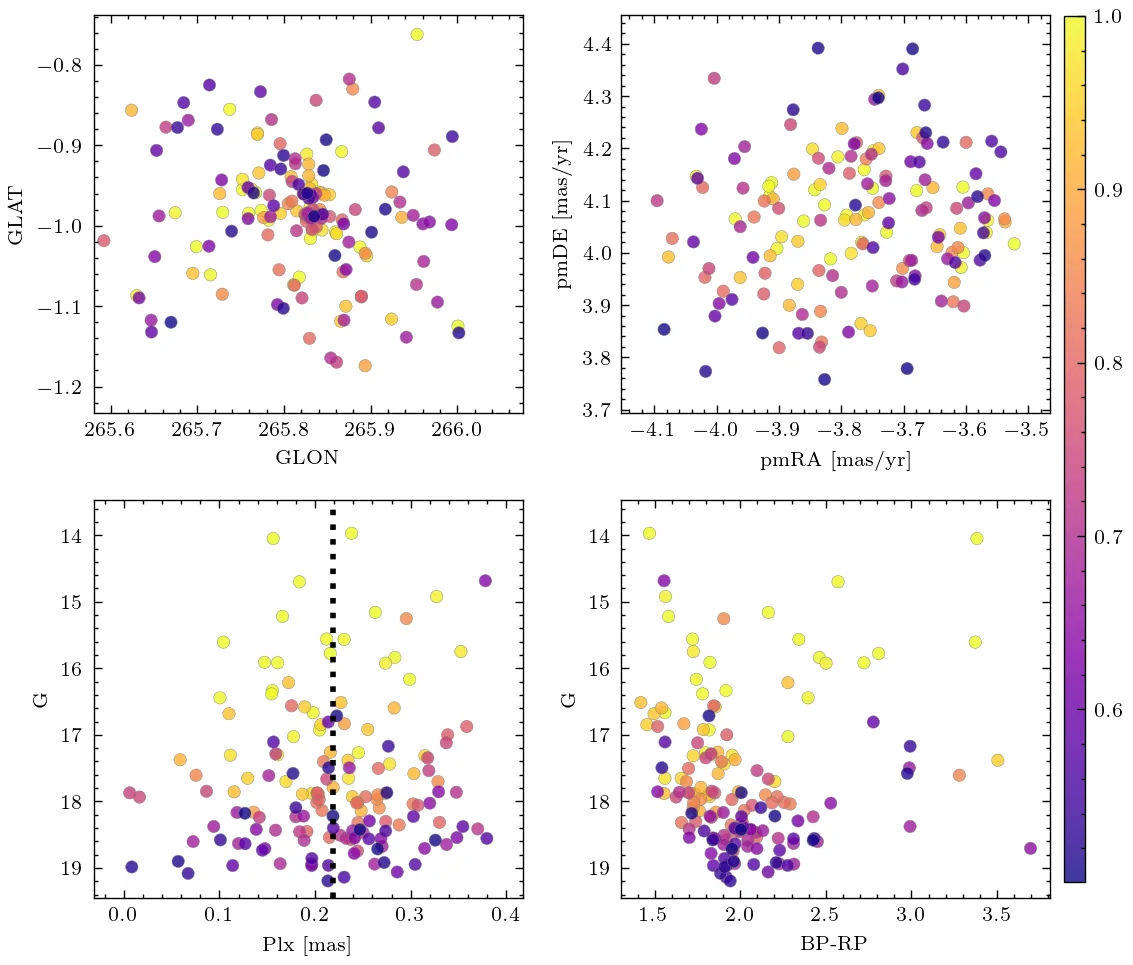 −0.8
−0.9
−1.0
−1.1
−1.2
GLAT
265.6 265.7 265.8 265.9 266.0
GLON
4.4
4.3
4.2
4.1
4.0
3.9
3.8
3.7
pmDE [mas/yr]
−4.1 −4.0 −3.9 −3.8 −3.7 −3.6 −3.5
pmRA [mas/yr]
14
15
16
17
18
19
G
0.0 0.1 0.2 0.3 0.4
Plx [mas]
14
15
16
17
18
19
G
1.5 2.0 2.5 3.0 3.5
BP-RP
1.0
0.9
0.8
0.7
0.6